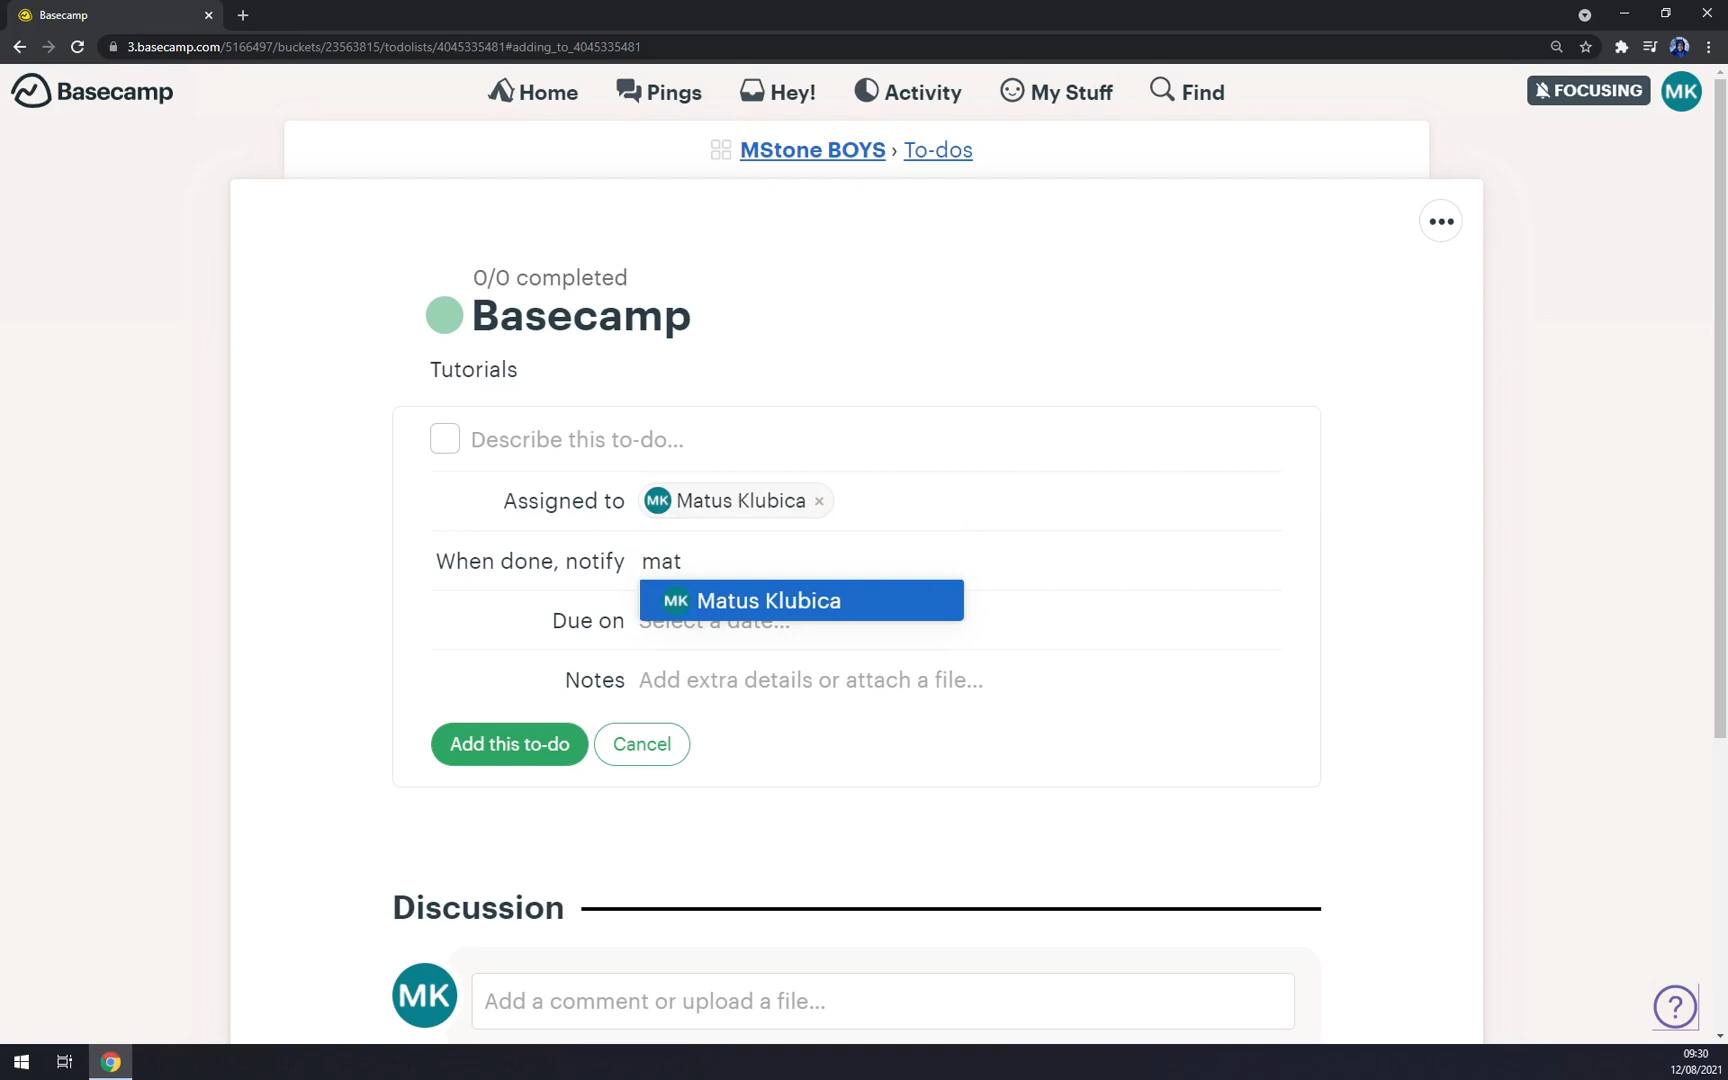 Basecamp
3.basecamp.com/5166497/buckets/23563815/todolists/4045335481#adding_to_4045335481
Basecamp
Home
Pings
Hey!
Activity
My Stuff
Find
FOCUSING
MK
MStone BOYS › To-dos
0/0 completed
Basecamp
Tutorials
Describe this to-do...
Assigned to MK Matus Klubica ×
When done, notify mat
MK Matus Klubica
Due on Select a date...
Notes Add extra details or attach a file...
Add this to-do
Cancel
Discussion
MK
Add a comment or upload a file...
?
09:30
12/08/2021